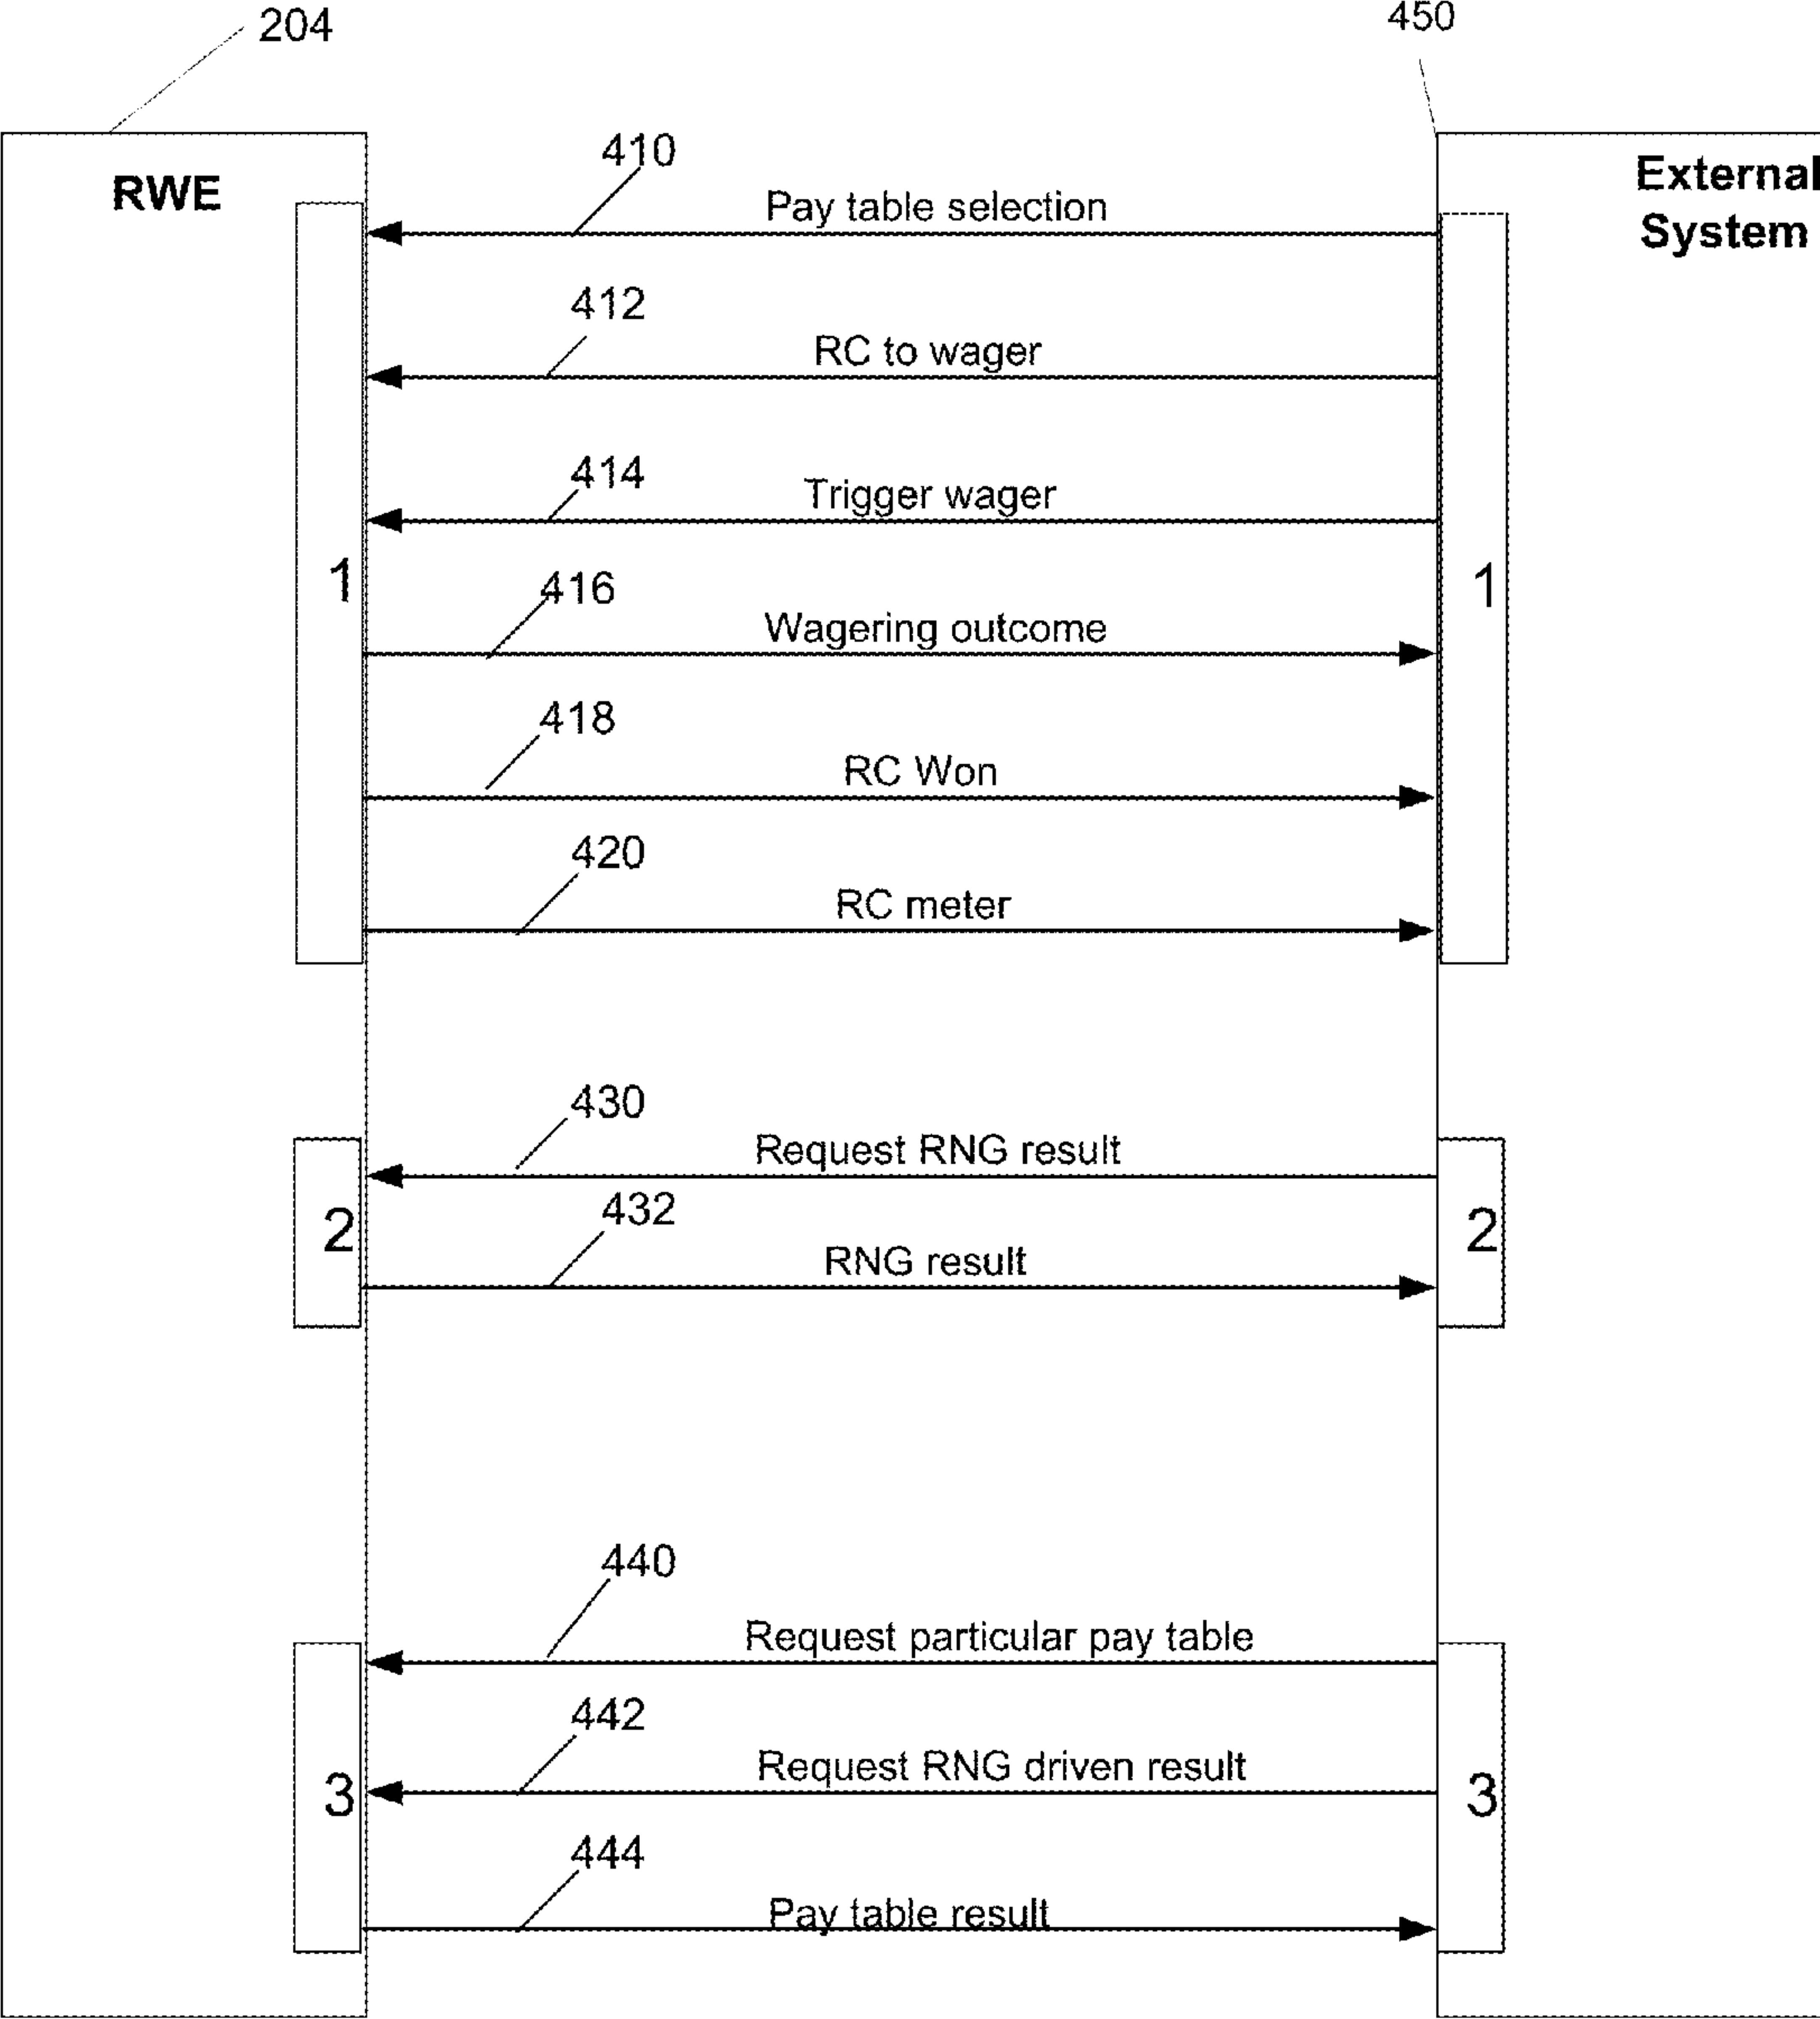 204
450
RWE
External
System
410
Pay table selection
412
RC to wager
414
Trigger wager
1
1
416
Wagering outcome
418
RC Won
420
RC meter
430
Request RNG result
2
2
432
RNG result
440
Request particular pay table
442
Request RNG driven result
3
3
444
Pay table result